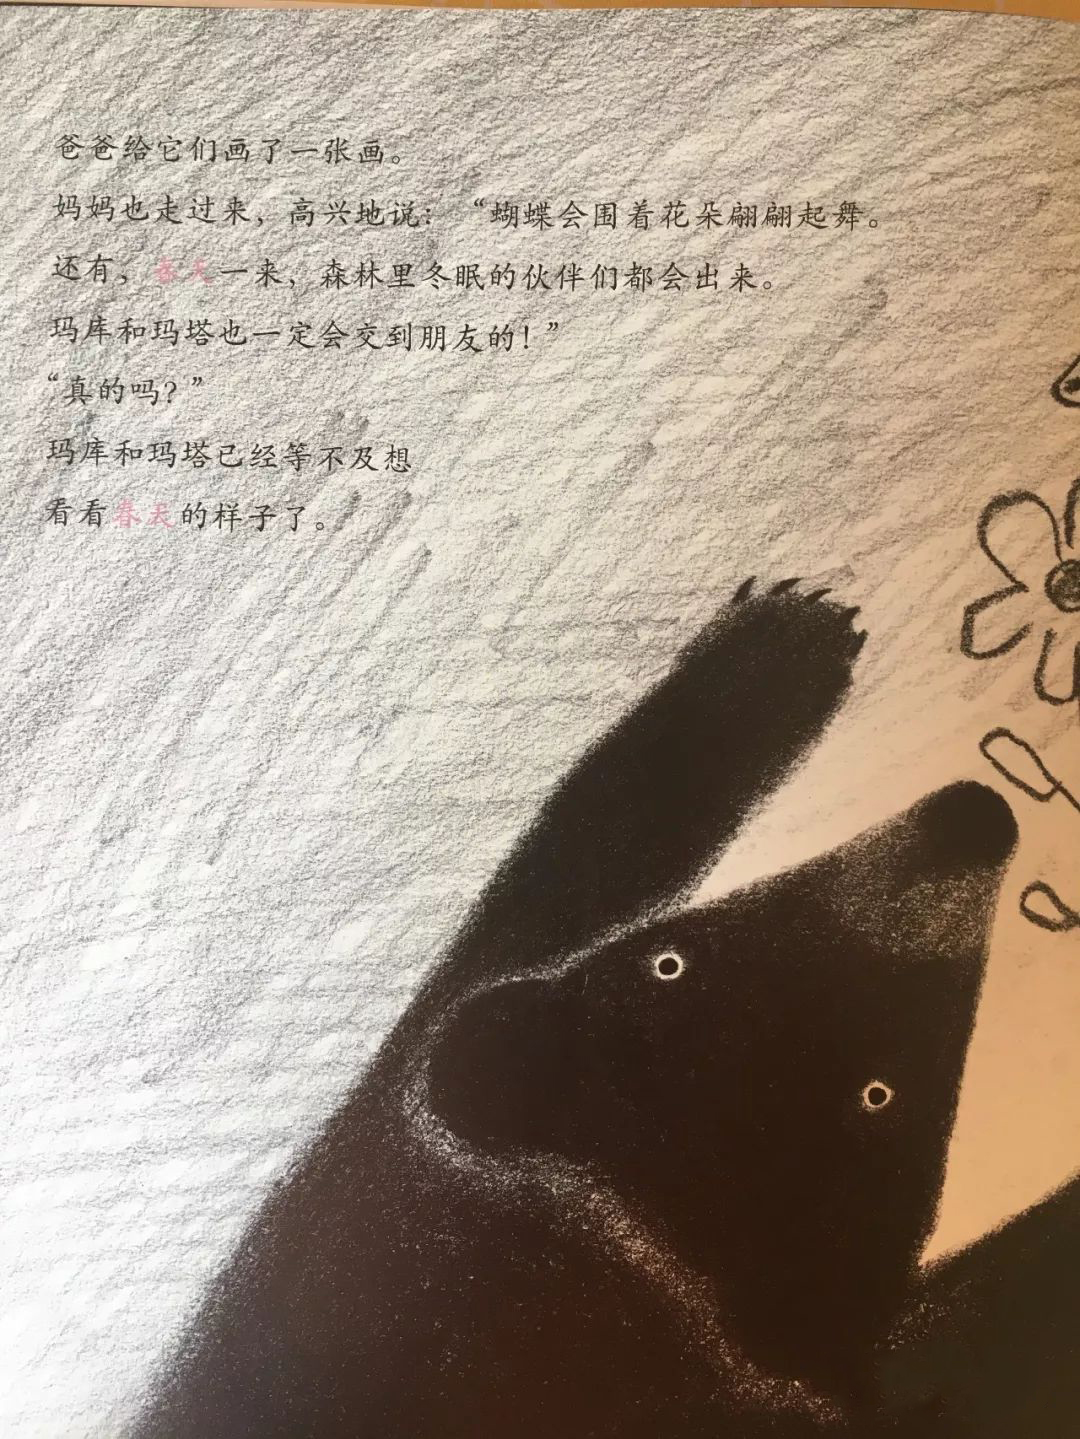 爸爸给它们画了一张画。
妈妈也走过来，高兴地说：“蝴蝶会围着花朵翩翩起舞。
还有，春天一来，森林里冬眠的伙伴们都会出来。
玛库和玛塔也一定会交到朋友的！”
“真的吗？”
玛库和玛塔已经等不及想
看看春天的样子了。